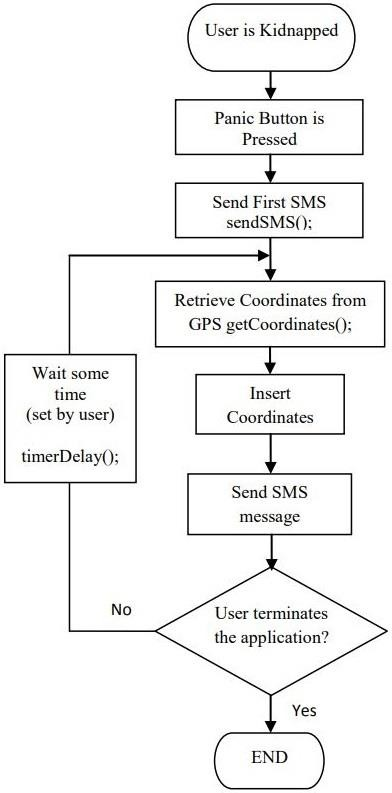 User is Kidnapped
Panic Button is
Pressed
Send First SMS
sendSMS();
Retrieve Coordinates from
GPS getCoordinates();
Wait some
time
(set by user)
timerDelay();
Insert
Coordinates
Send SMS
message
User terminates
the application?
No
Yes
END